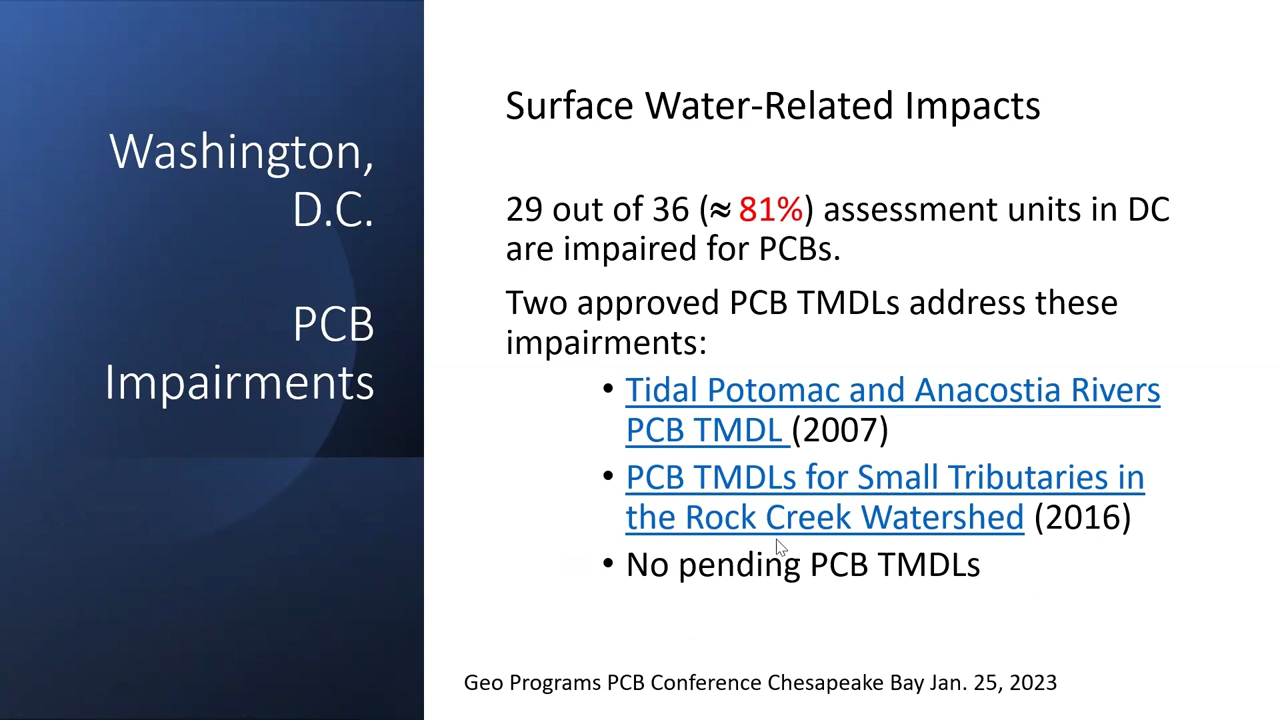 Washington,
D.C.
PCB
Impairments
Surface Water-Related Impacts
29 out of 36 (≈ 81%) assessment units in DC
are impaired for PCBs.
Two approved PCB TMDLs address these
impairments:
• Tidal Potomac and Anacostia Rivers
PCB TMDL (2007)
• PCB TMDLs for Small Tributaries in
the Rock Creek Watershed (2016)
• No pending PCB TMDLs
Geo Programs PCB Conference Chesapeake Bay Jan. 25, 2023